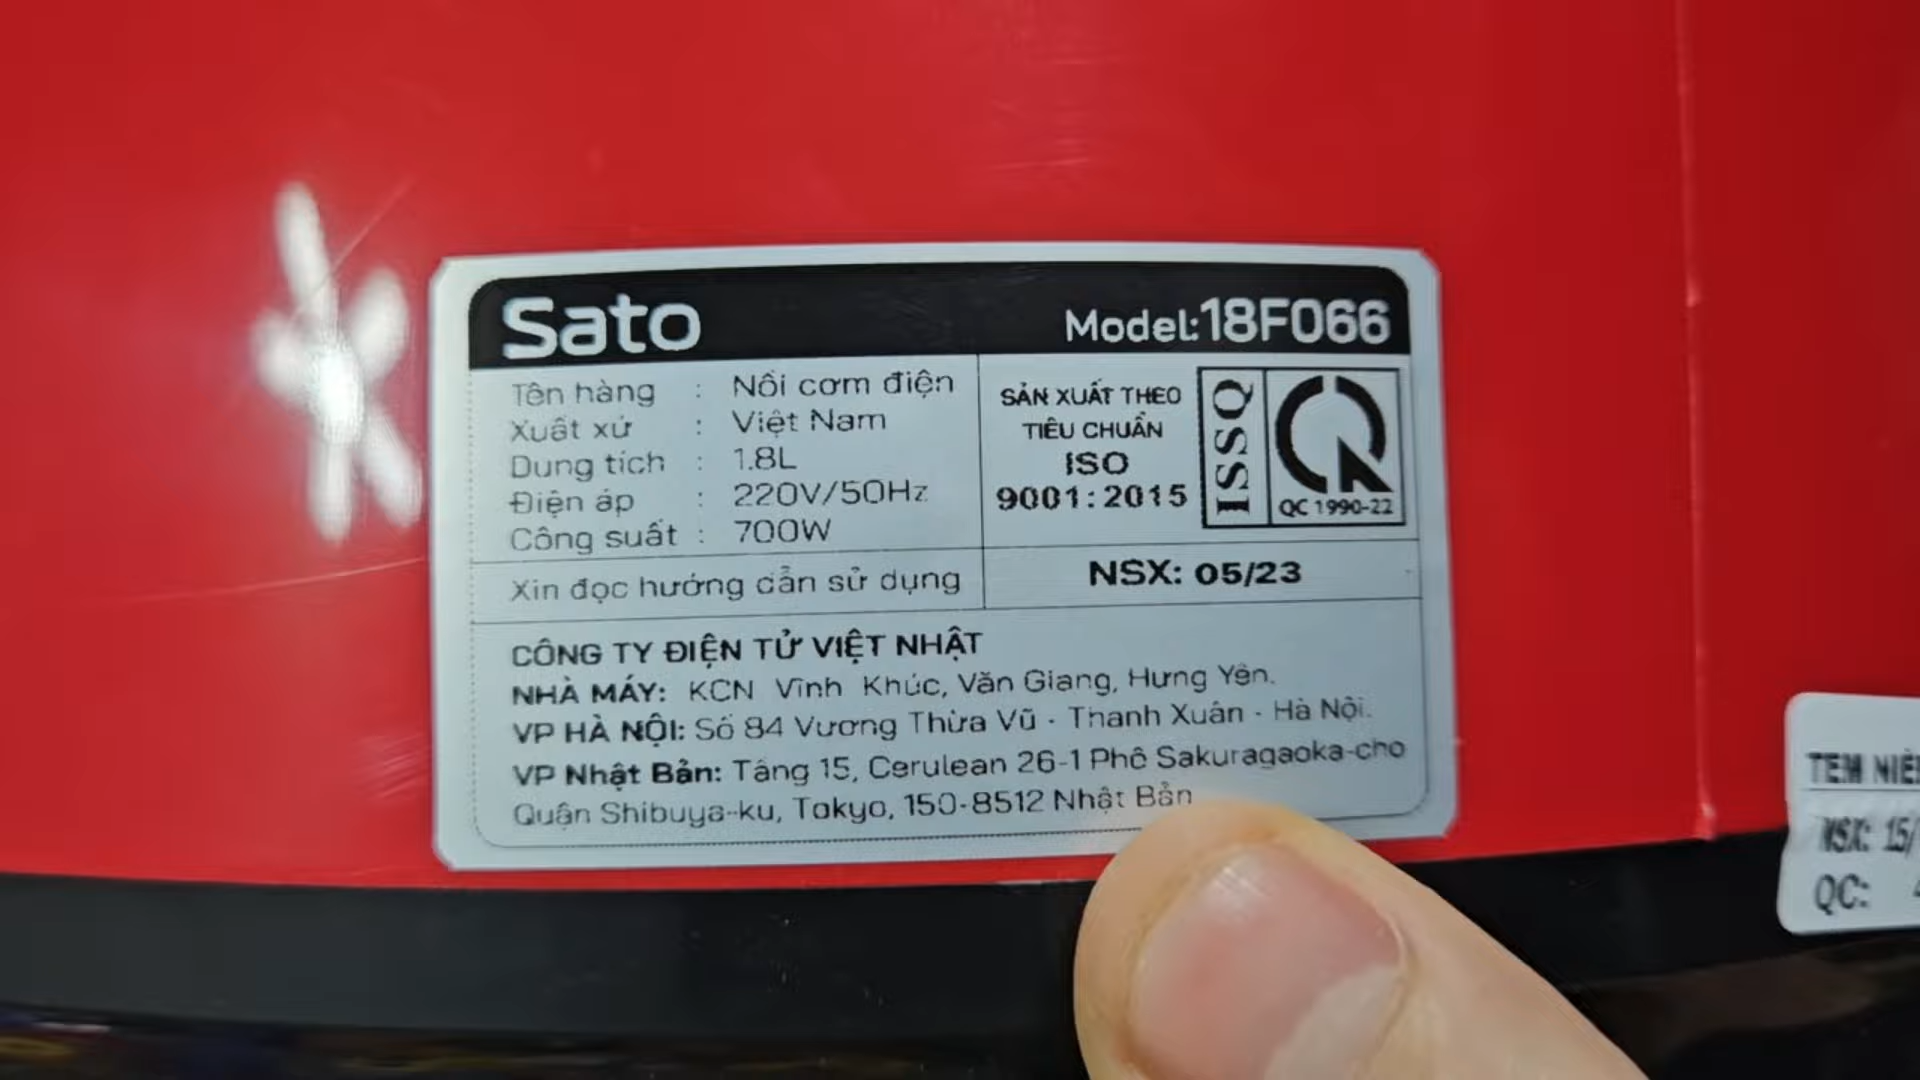 Sato
Model:18F066
Tên hàng : Nồi cơm điện
Xuất xứ : Việt Nam
Dung tích : 1.8L
Điện áp : 220V/50Hz
Công suất : 700W
SẢN XUẤT THEO
TIÊU CHUẨN
ISO
9001:2015
ISSQ
QC 1990-22
Xin đọc hướng dẫn sử dụng
NSX: 05/23
CÔNG TY ĐIỆN TỬ VIỆT NHẬT
NHÀ MÁY: KCN Vĩnh Khúc, Văn Giang, Hưng Yên.
VP HÀ NỘI: Số 84 Vương Thừa Vũ - Thanh Xuân - Hà Nội.
VP Nhật Bản: Tầng 15, Cerulean 26-1 Phố Sakuragaoka-cho
Quận Shibuya-ku, Tokyo, 150-8512 Nhật Bản
TEM
NSX: 15/
QC: